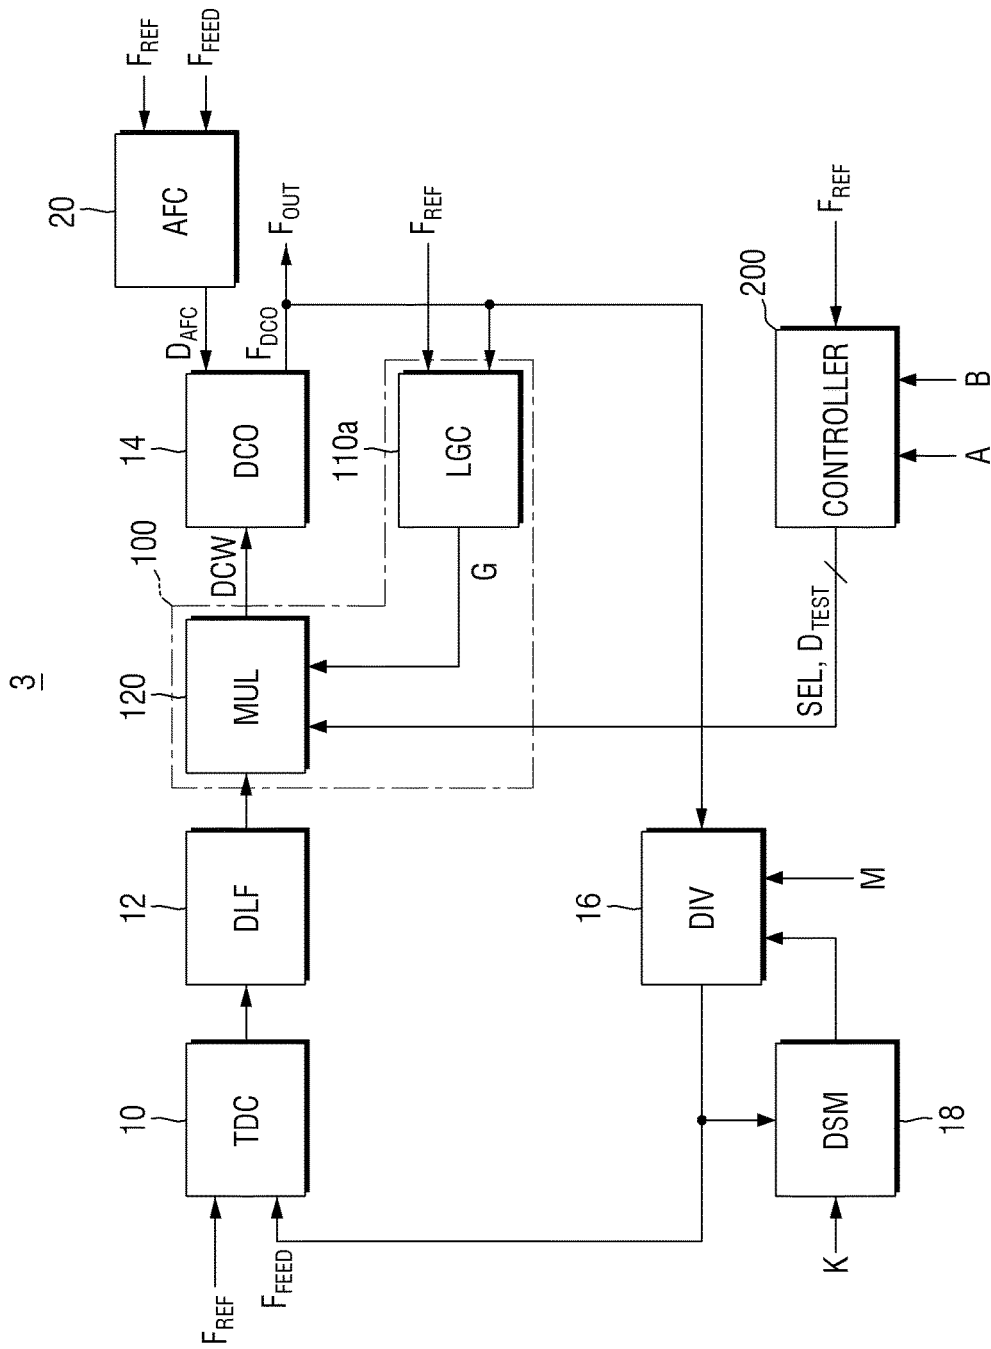 3
F_REF
F_FEED
10
TDC
12
DLF
100
120
MUL
DCW
14
DCO
D_AFC
F_DCO
20
AFC
F_REF
F_FEED
F_OUT
G
110a
LGC
F_REF
16
DIV
M
K
DSM
18
SEL, D_TEST
200
CONTROLLER
A
B
F_REF